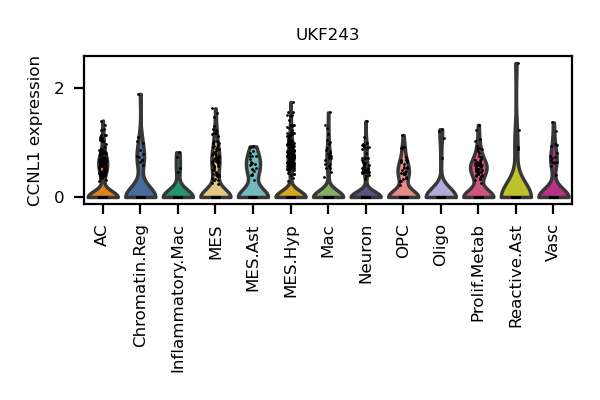 UKF243
CCNL1 expression
2
0
AC
Chromatin.Reg
Inflammatory.Mac
MES
MES.Ast
MES.Hyp
Mac
Neuron
OPC
Oligo
Prolif.Metab
Reactive.Ast
Vasc